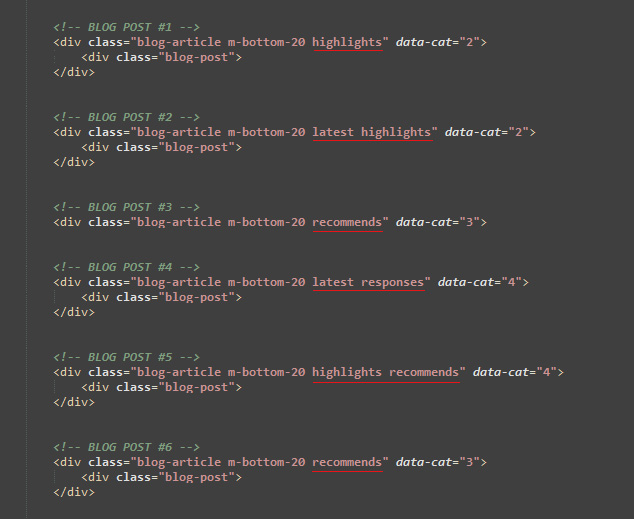 <!-- BLOG POST #1 -->
<div class="blog-article m-bottom-20 highlights" data-cat="2">
<div class="blog-post">
</div>
<!-- BLOG POST #2 -->
<div class="blog-article m-bottom-20 latest highlights" data-cat="2">
<div class="blog-post">
</div>
<!-- BLOG POST #3 -->
<div class="blog-article m-bottom-20 recommends" data-cat="3">
<!-- BLOG POST #4 -->
<div class="blog-article m-bottom-20 latest responses" data-cat="4">
<div class="blog-post">
</div>
<!-- BLOG POST #5 -->
<div class="blog-article m-bottom-20 highlights recommends" data-cat="4">
<div class="blog-post">
</div>
<!-- BLOG POST #6 -->
<div class="blog-article m-bottom-20 recommends" data-cat="3">
<div class="blog-post">
</div>